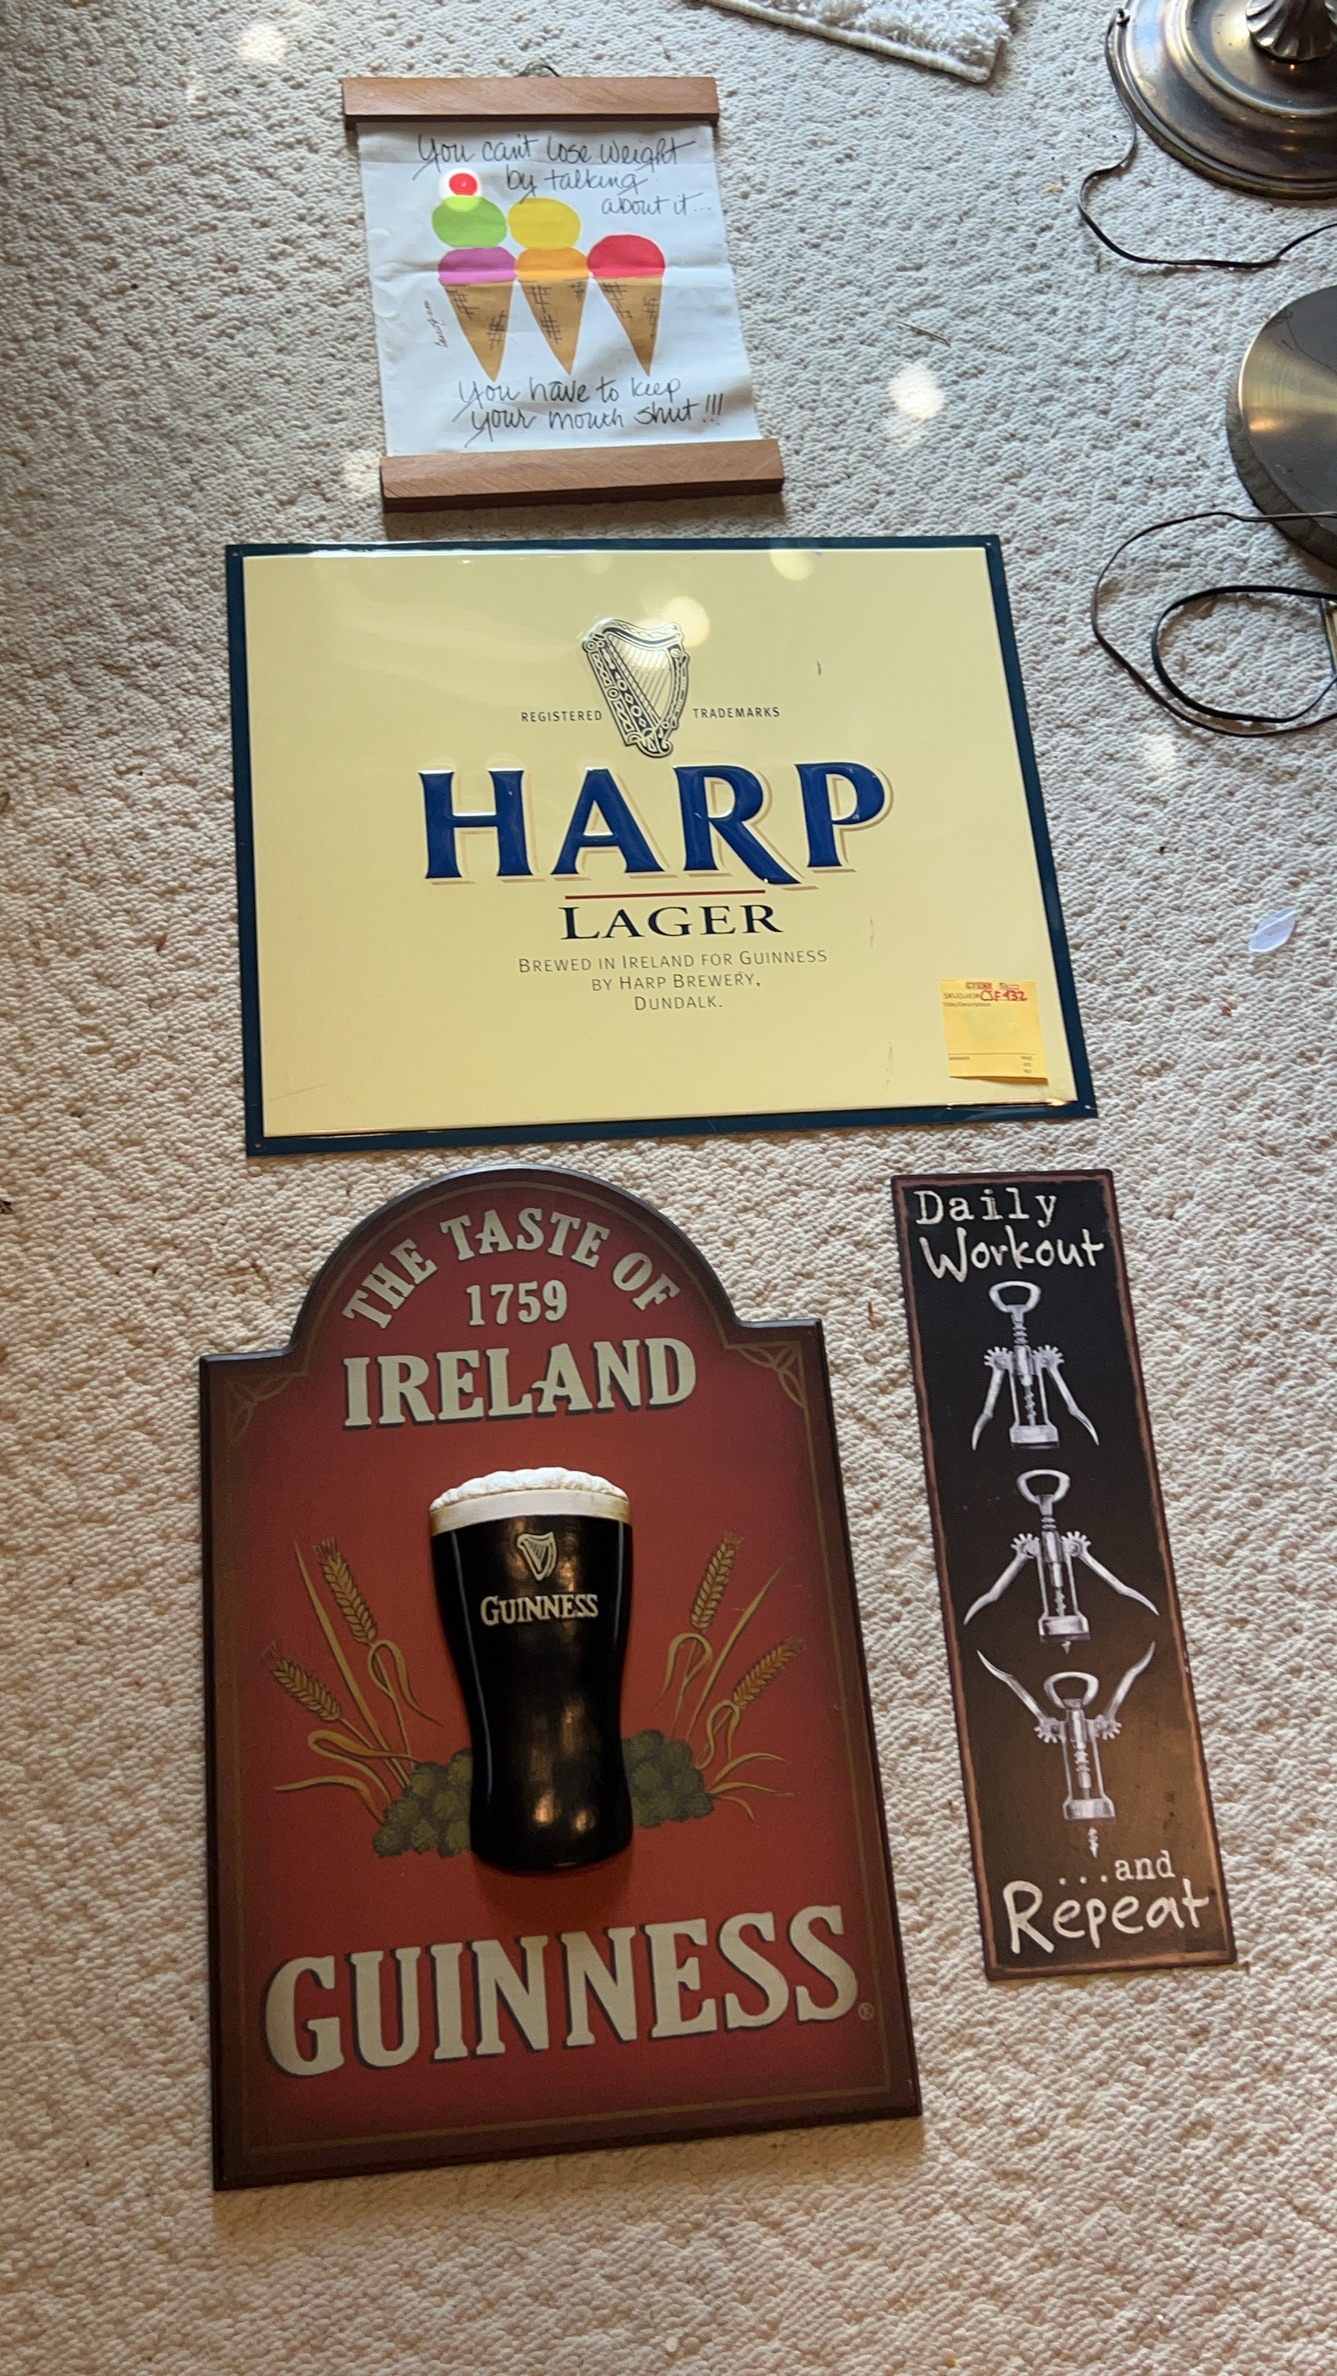 You can't lose weight
by talking
about it...
You have to keep
your mouth shut!!!
REGISTERED TRADEMARKS
HARP
LAGER
BREWED IN IRELAND FOR GUINNESS
BY HARP BREWERY,
DUNDALK.
THE TASTE OF
1759
IRELAND
GUINNESS
GUINNESS®
Daily
Workout
...and
Repeat